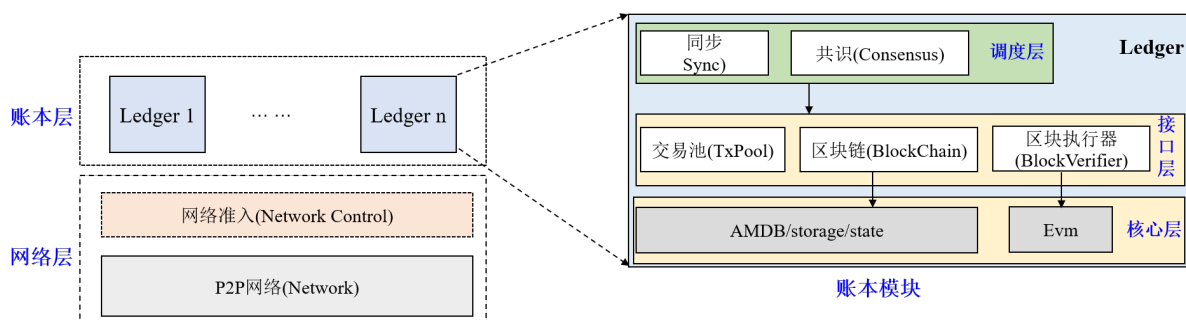 账本层
Ledger 1
... ...
Ledger n
网络层
网络准入(Network Control)
P2P网络(Network)
Ledger
同步
Sync)
共识(Consensus)
调度层
交易池(TxPool)
区块链(BlockChain)
区块执行器
(BlockVerifier)
接
口
层
AMDB/storage/state
Evm
核心层
账本模块